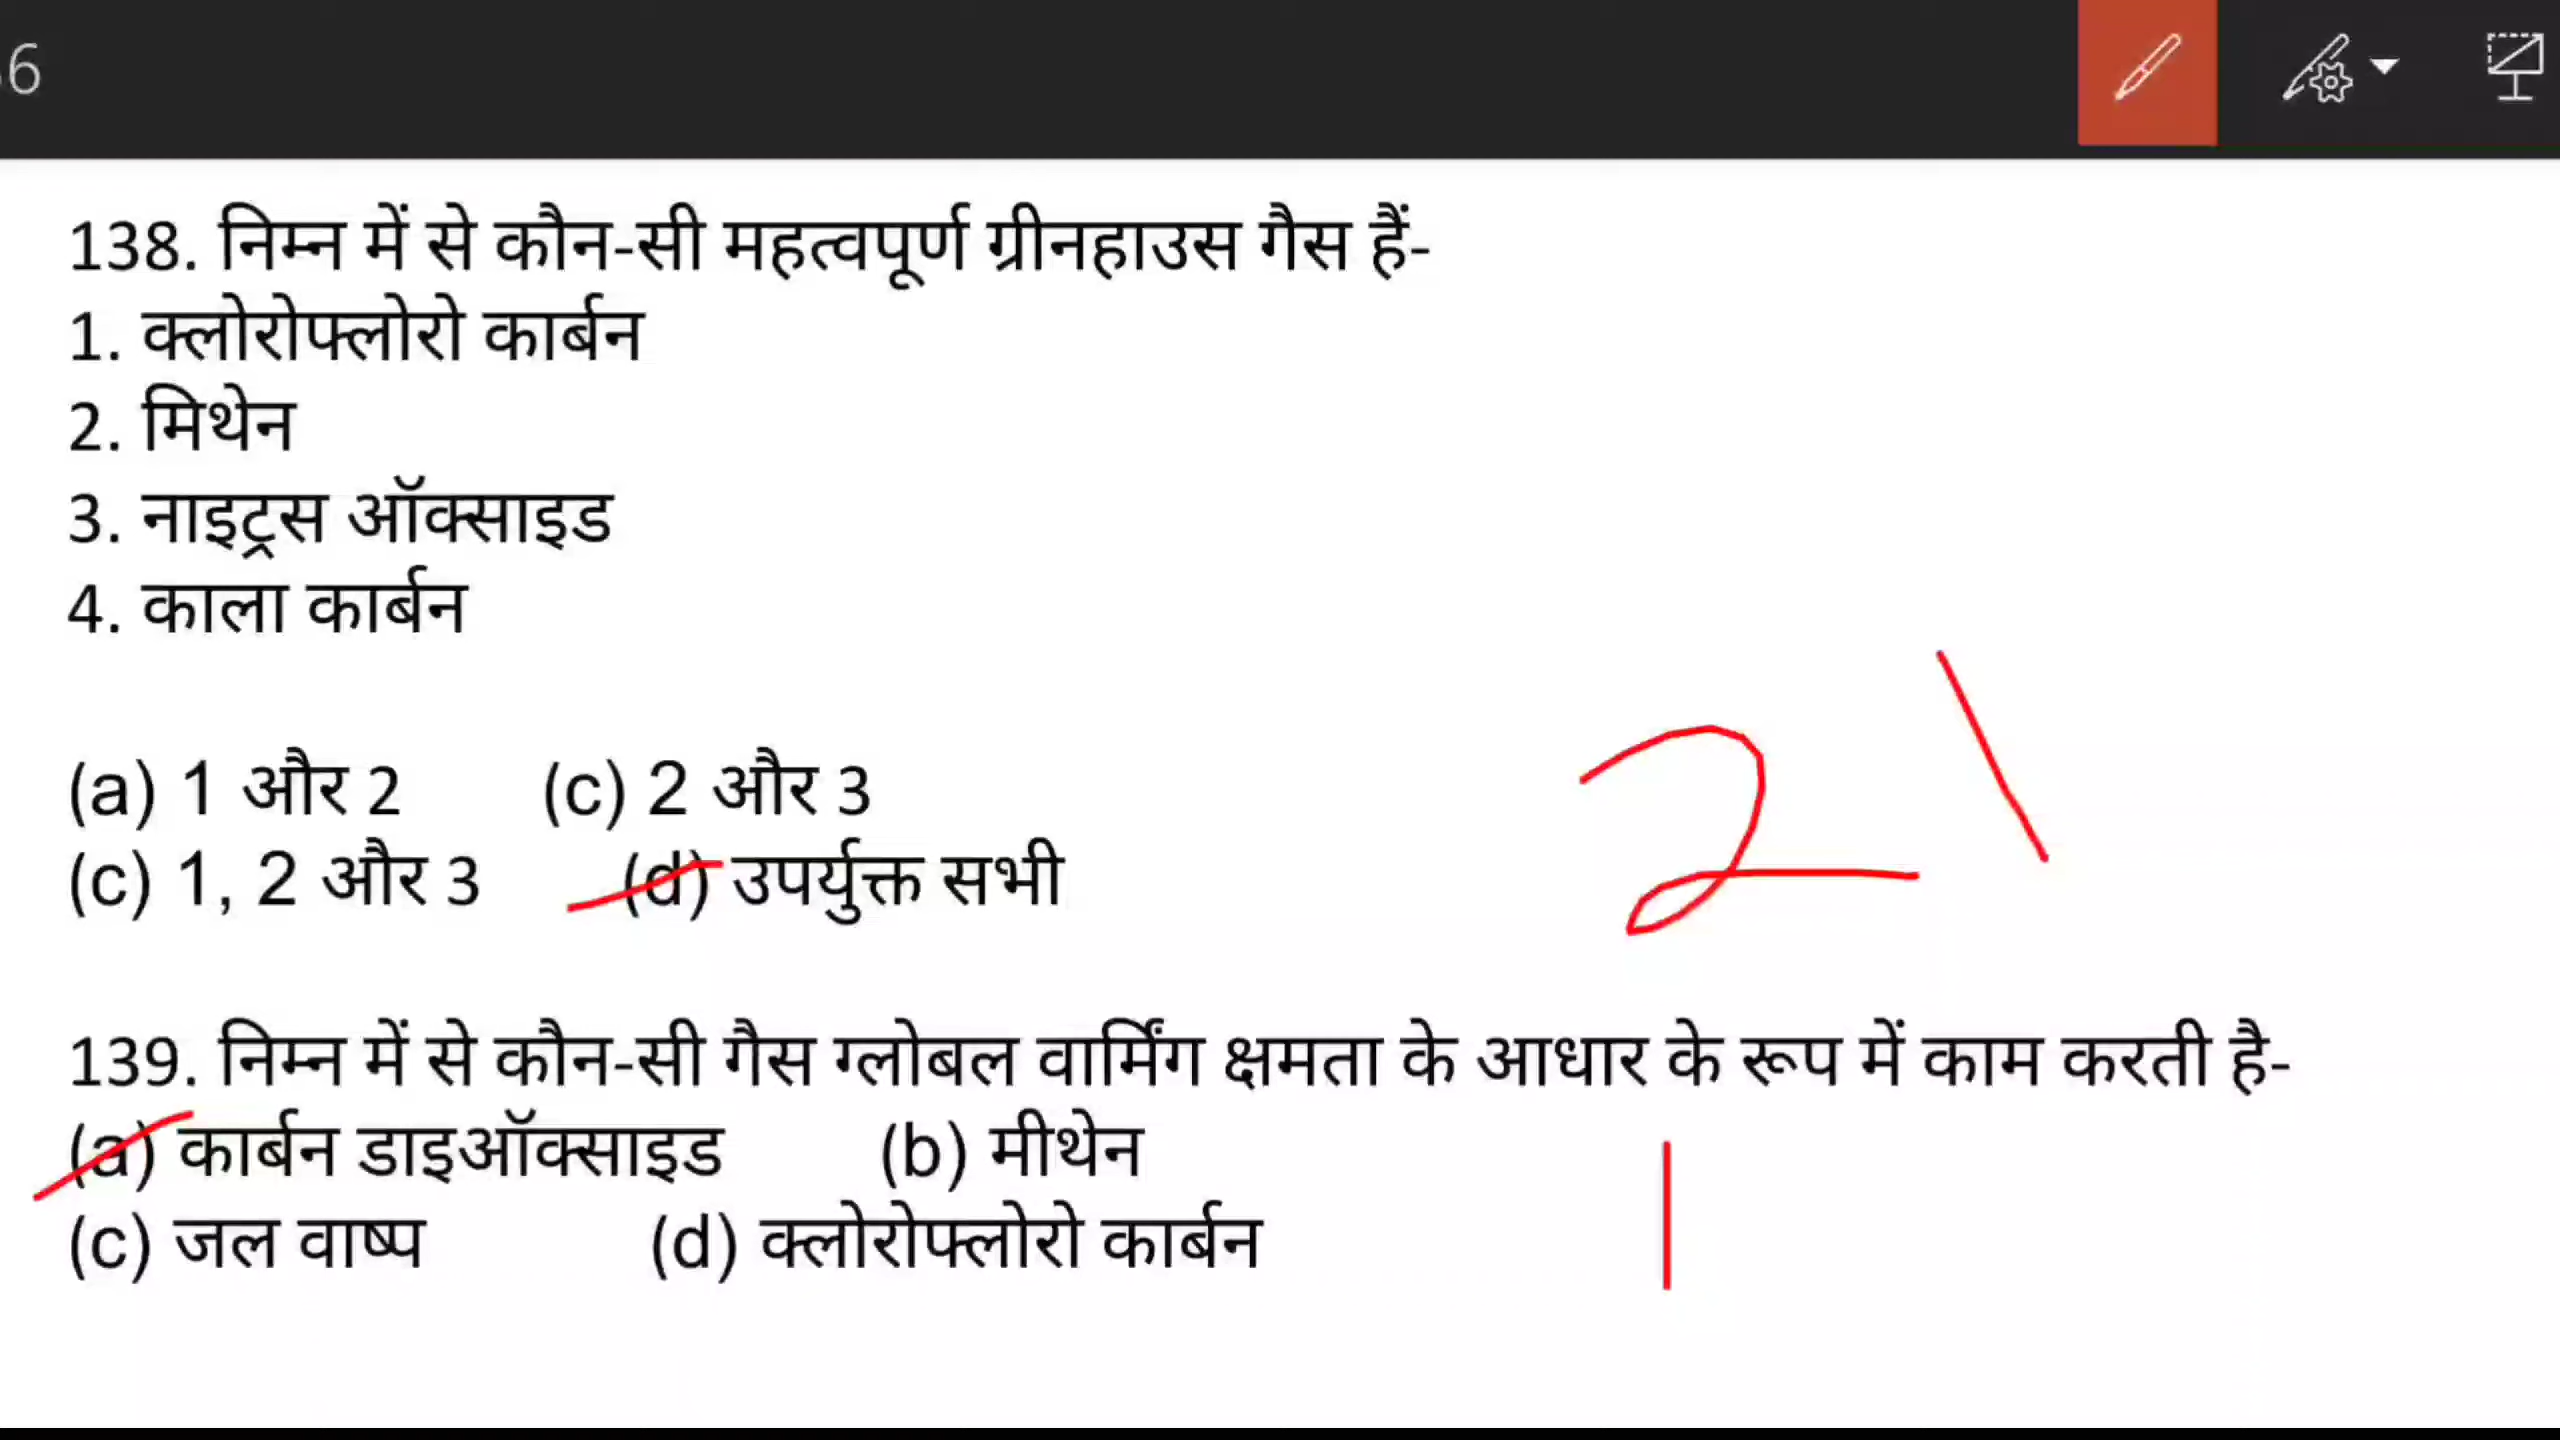 6
138. निम्न में से कौन-सी महत्वपूर्ण ग्रीनहाउस गैस हैं-
1. क्लोरोफ्लोरो कार्बन
2. मिथेन
3. नाइट्रस ऑक्साइड
4. काला कार्बन
(a) 1 और 2 (c) 2 और 3
(c) 1, 2 और 3 (d) उपर्युक्त सभी
21
139. निम्न में से कौन-सी गैस ग्लोबल वार्मिंग क्षमता के आधार के रूप में काम करती है-
(a) कार्बन डाइऑक्साइड (b) मीथेन
(c) जल वाष्प (d) क्लोरोफ्लोरो कार्बन
1